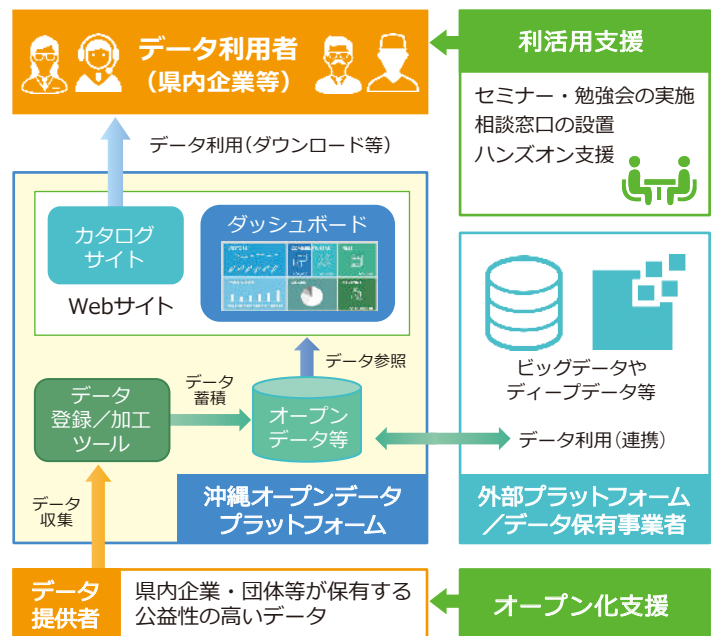 データ利用者
（県内企業等）
利活用支援
セミナー・勉強会の実施
相談窓口の設置
ハンズオン支援
データ利用（ダウンロード等）
カタログ
サイト
ダッシュボード
Webサイト
データ参照
データ
登録／加工
ツール
データ
蓄積
オープン
データ等
ビッグデータや
ディープデータ等
データ利用（連携）
データ
収集
沖縄オープンデータ
プラットフォーム
外部プラットフォーム
／データ保有事業者
データ
提供者
県内企業・団体等が保有する
公益性の高いデータ
オープン化支援